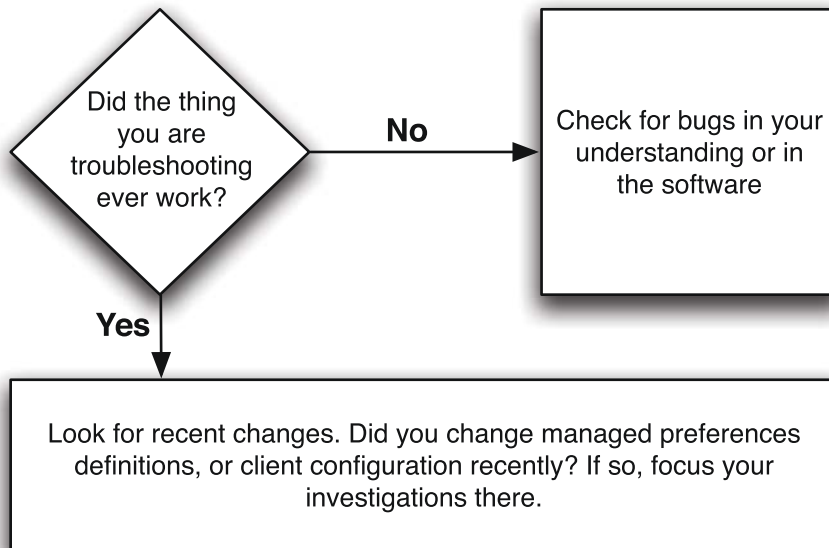 Did the thing
you are
troubleshooting
ever work?
No
Check for bugs in your
understanding or in
the software
Yes
Look for recent changes. Did you change managed preferences
definitions, or client configuration recently? If so, focus your
investigations there.